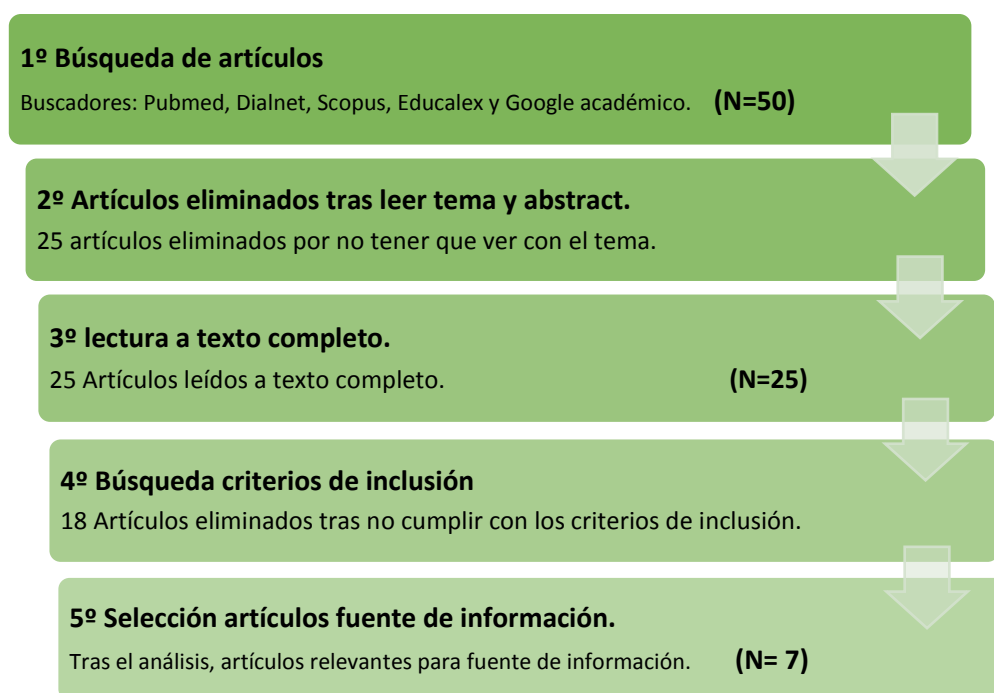 1º Búsqueda de artículos
Buscadores: Pubmed, Dialnet, Scopus, Educalex y Google académico. (N=50)
2º Artículos eliminados tras leer tema y abstract.
25 artículos eliminados por no tener que ver con el tema.
3º lectura a texto completo.
25 Artículos leídos a texto completo. (N=25)
4º Búsqueda criterios de inclusión
18 Artículos eliminados tras no cumplir con los criterios de inclusión.
5º Selección artículos fuente de información.
Tras el análisis, artículos relevantes para fuente de información. (N= 7)